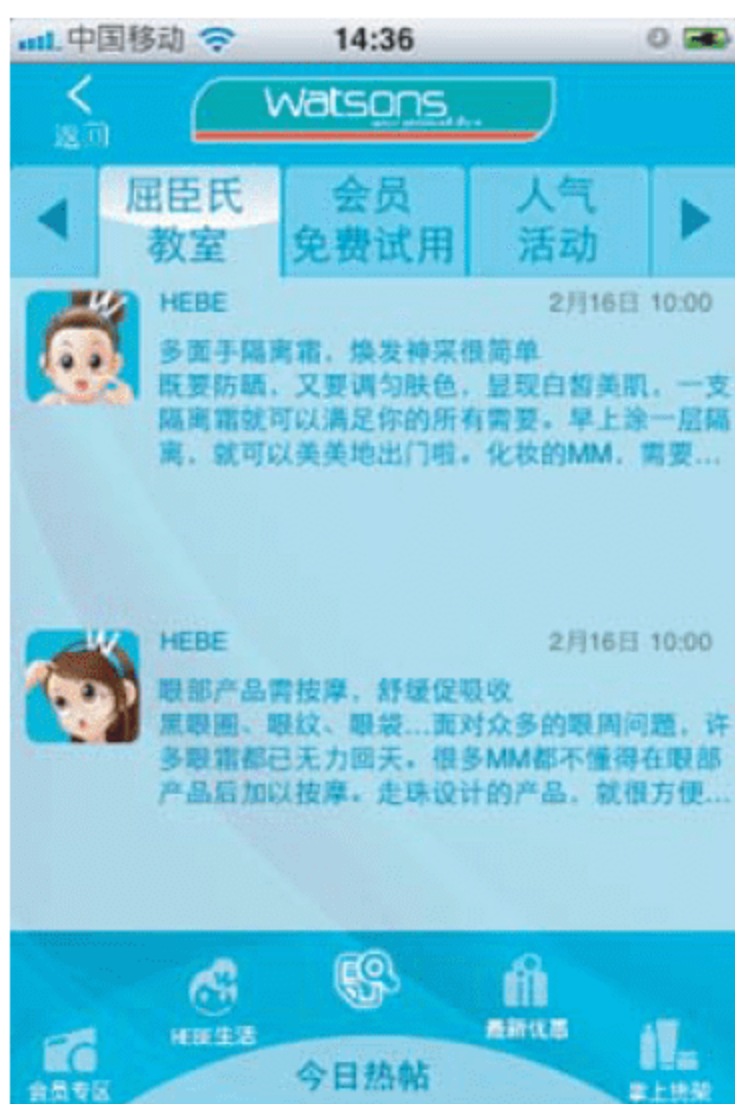 中国移动 14:36
返回
watsons
屈臣氏
教室
会员
免费试用
人气
活动
HEBE 2月16日 10:00
多面手隔离霜，焕发神采很简单
既要防晒，又要调匀肤色，显现白皙美肌，一支
隔离霜就可以满足你的所有需要。早上涂一层隔
离，就可以美美地出门啦。化妆的MM，需要...
HEBE 2月16日 10:00
眼部产品需按摩，舒缓促吸收
黑眼圈、眼纹、眼袋...面对众多的眼周问题，许
多眼霜都已无力回天。很多MM都不懂得在眼部
产品后加以按摩。走珠设计的产品，就很方便...
HEBE生活
最新优惠
会员专区
今日热帖
掌上货架